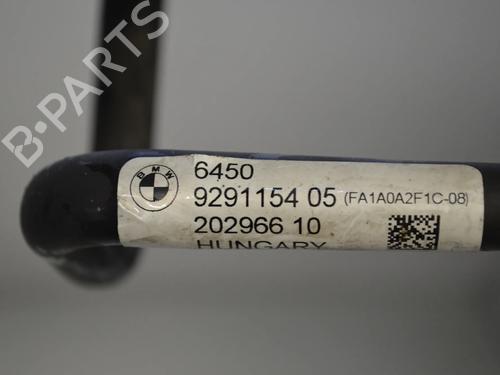 B-PARTS
BMW
6450
9291154 05 (FA1A0A2F1C-08)
202966 10
HUNGARY